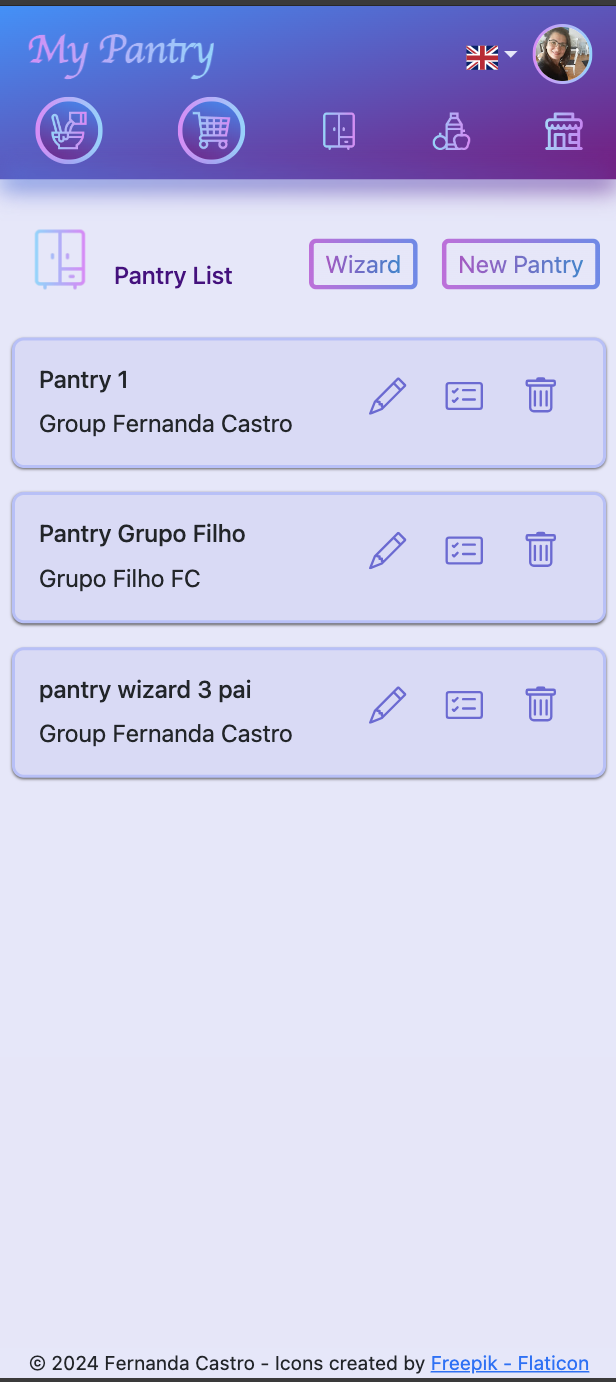 My Pantry
Pantry List
Wizard
New Pantry
Pantry 1
Group Fernanda Castro
Pantry Grupo Filho
Grupo Filho FC
pantry wizard 3 pai
Group Fernanda Castro
© 2024 Fernanda Castro - Icons created by Freepik - Flaticon